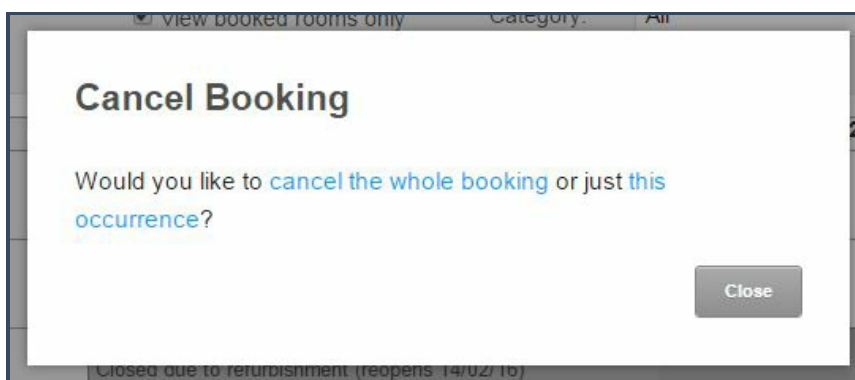 View booked rooms only Category: All
Cancel Booking
Would you like to cancel the whole booking or just this
occurrence?
Close
Closed due to refurbishment (reopens 14/02/16)